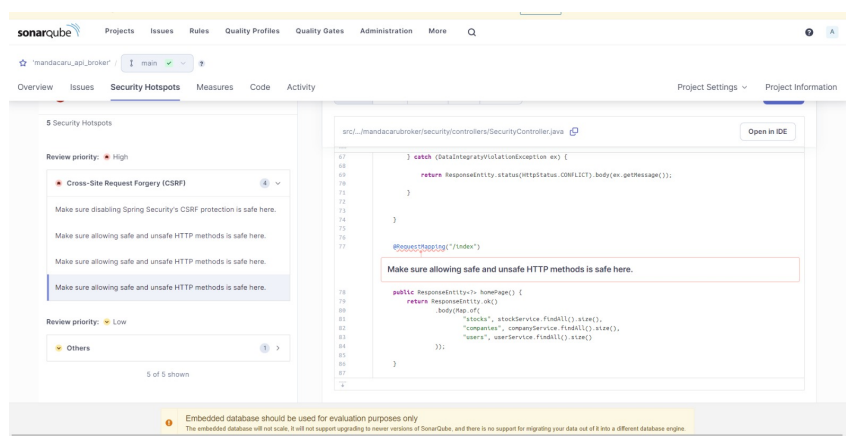 sonarqube Projects Issues Rules Quality Profiles Quality Gates Administration More A
'mandacaru_api_broker' / main
Overview Issues Security Hotspots Measures Code Activity Project Settings Project Information
5 Security Hotspots
Review priority: High
Cross-Site Request Forgery (CSRF) 4
Make sure disabling Spring Security's CSRF protection is safe here.
Make sure allowing safe and unsafe HTTP methods is safe here.
Make sure allowing safe and unsafe HTTP methods is safe here.
Make sure allowing safe and unsafe HTTP methods is safe here.
Review priority: Low
Others 1
5 of 5 shown
src/.../mandacarubroker/security/controllers/SecurityController.java Open in IDE
67 } catch (DataIntegratyViolationException ex) {
68
69 return ResponseEntity.status(HttpStatus.CONFLICT).body(ex.getMessage());
70
71 }
72
73
74 }
75
76
77 @RequestMapping("/index")
Make sure allowing safe and unsafe HTTP methods is safe here.
78 public ResponseEntity<?> homePage() {
79 return ResponseEntity.ok()
80 .body(Map.of(
81 "stocks", stockService.findAll().size(),
82 "companies", companyService.findAll().size(),
83 "users", userService.findAll().size()
84 ));
85
86 }
87
Embedded database should be used for evaluation purposes only
The embedded database will not scale, it will not support upgrading to newer versions of SonarQube, and there is no support for migrating your data out of it into a different database engine.